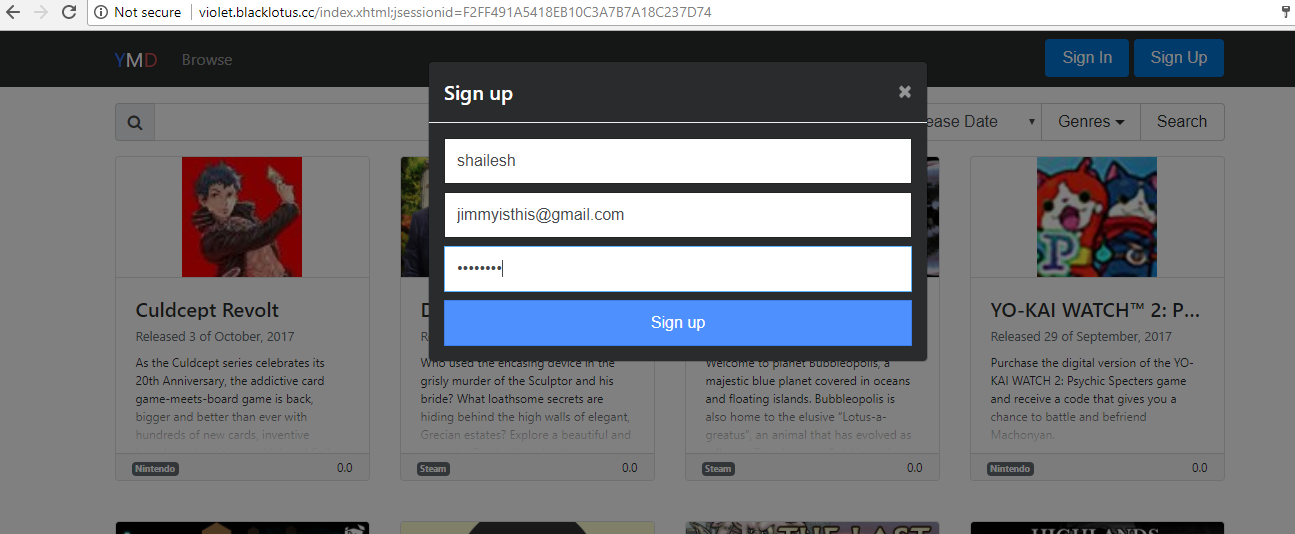 Not secure | violet.blacklotus.cc/index.xhtml;jsessionid=F2FF491A5418EB10C3A7B7A18C237D74
YMD Browse Sign In Sign Up
Sign up ×
ease Date Genres Search
shailesh
jimmyisthis@gmail.com
••••••••
Sign up
P
Culdcept Revolt
Released 3 of October, 2017
As the Culdcept series celebrates its
20th Anniversary, the addictive card
game-meets-board game is back,
bigger and better than ever with
hundreds of new cards, inventive
Nintendo 0.0
D
Who used the encasing device in the
grisly murder of the Sculptor and his
bride? What loathsome secrets are
hiding behind the high walls of elegant,
Grecian estates? Explore a beautiful and
Steam 0.0
Welcome to planet Bubbleopolis, a
majestic blue planet covered in oceans
and floating islands. Bubbleopolis is
also home to the elusive "Lotus-a-
greatus", an animal that has evolved as
Steam 0.0
YO-KAI WATCH™ 2: P...
Released 29 of September, 2017
Purchase the digital version of the YO-
KAI WATCH 2: Psychic Specters game
and receive a code that gives you a
chance to battle and befriend
Machonyan.
Nintendo 0.0
THE LAST
HIGHLANDS